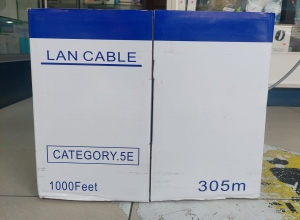 LAN CABLE
CATEGORY.5E
1000Feet
305m